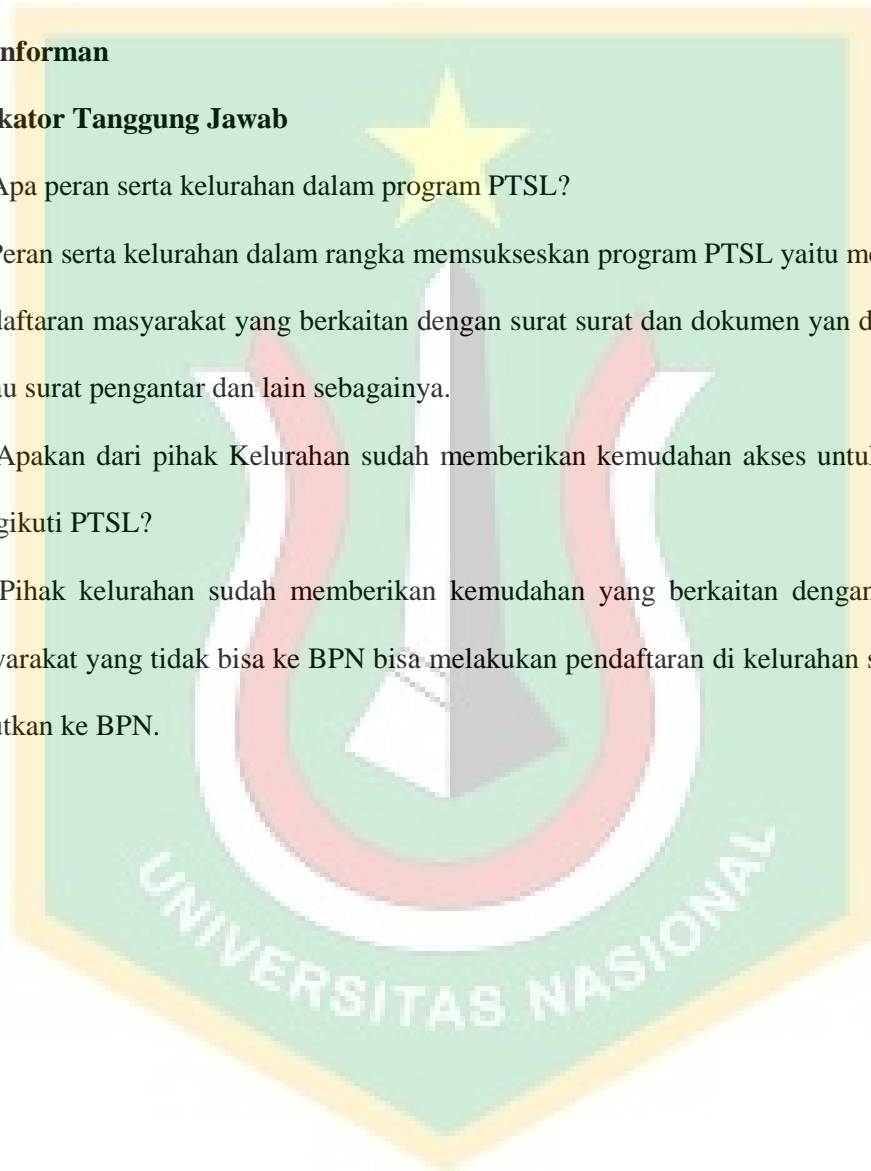 nforman
kator Tanggung Jawab
Apa peran serta kelurahan dalam program PTSL?
Peran serta kelurahan dalam rangka memsukseskan program PTSL yaitu me
daftaran masyarakat yang berkaitan dengan surat surat dan dokumen yan d
au surat pengantar dan lain sebagainya.
Apakan dari pihak Kelurahan sudah memberikan kemudahan akses untuk
gikuti PTSL?
Pihak kelurahan sudah memberikan kemudahan yang berkaitan dengan
yarakat yang tidak bisa ke BPN bisa melakukan pendaftaran di kelurahan s
utkan ke BPN.
UNIVERSITAS NASIONAL